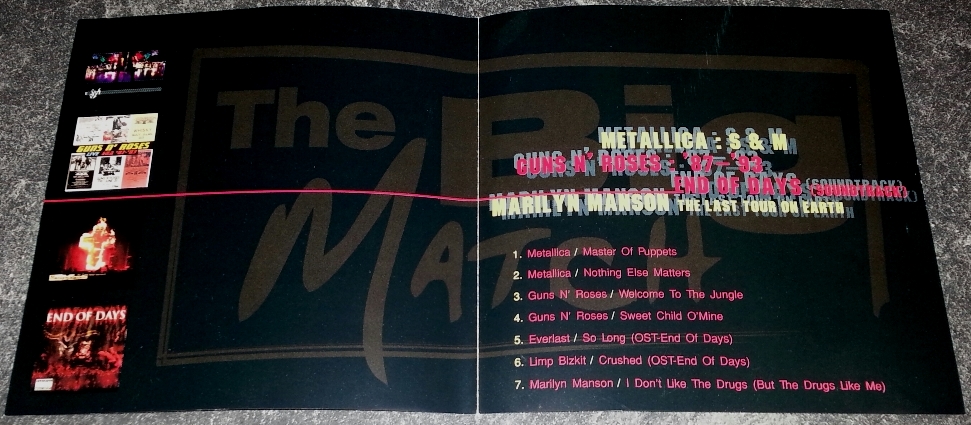 The Big
Match
GUNS N' ROSES
LIVE
END OF DAYS
METALLICA : S & M
GUNS N' ROSES : '87-'93
END OF DAYS (SOUNDTRACK)
MARILYN MANSON THE LAST TOUR ON EARTH
1. Metallica / Master Of Puppets
2. Metallica / Nothing Else Matters
3. Guns N' Roses / Welcome To The Jungle
4. Guns N' Roses / Sweet Child O'Mine
5. Everlast / So Long (OST-End Of Days)
6. Limp Bizkit / Crushed (OST-End Of Days)
7. Marilyn Manson / I Don't Like The Drugs (But The Drugs Like Me)